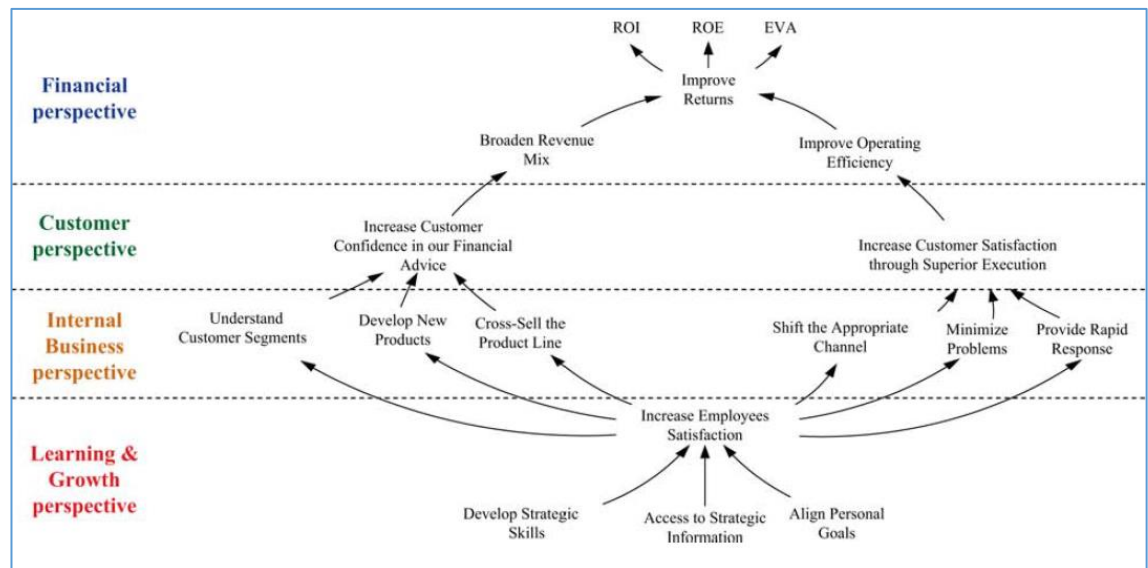 ROI ROE EVA
Financial
perspective
Improve
Returns
Broaden Revenue
Mix
Improve Operating
Efficiency
Customer
perspective
Increase Customer
Confidence in our Financial
Advice
Increase Customer Satisfaction
through Superior Execution
Internal
Business
perspective
Understand
Customer Segments
Develop New
Products
Cross-Sell the
Product Line
Shift the Appropriate
Channel
Minimize
Problems
Provide Rapid
Response
Learning &
Growth
perspective
Increase Employees
Satisfaction
Develop Strategic
Skills
Access to Strategic
Information
Align Personal
Goals